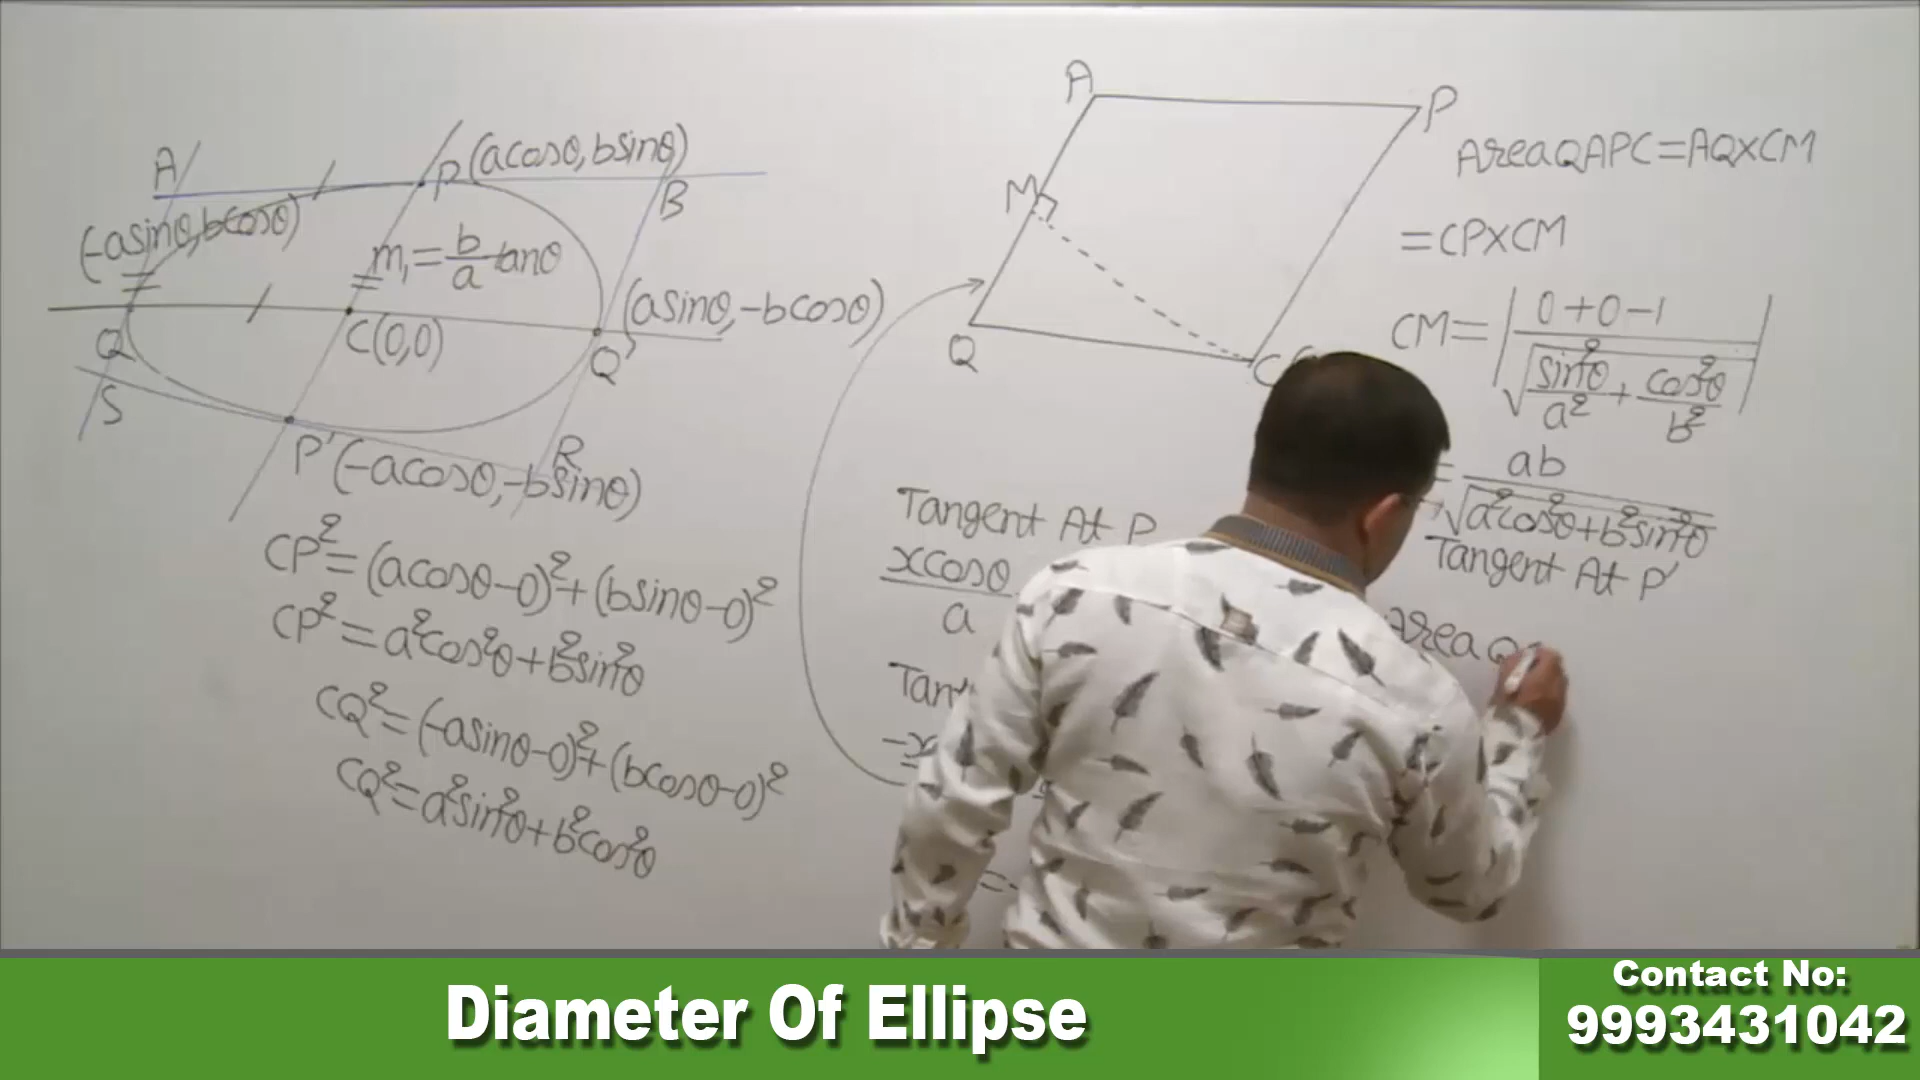 A
P(acosθ, bsinθ)
B
(-asinθ, bcosθ)
m₁ = b/a tanθ
Q
C(0,0)
(asinθ, -bcosθ)
Q'
S
R
P'(-acosθ, -bsinθ)
CP² = (acosθ-0)² + (bsinθ-0)²
CP² = a²cos²θ + b²sin²θ
CQ² = (-asinθ-0)² + (bcosθ-0)²
CQ² = a²sin²θ + b²cos²θ
A
P
M
Q
C
Tangent At P
xcosθ
a
Area QAPC = AQ×CM
= CP×CM
CM = |(0+0-1)/√(sin²θ/a² + cos²θ/b²)|
= ab/√(a²cos²θ + b²sin²θ)
Tangent At P'
Area
Diameter Of Ellipse
Contact No:
9993431042